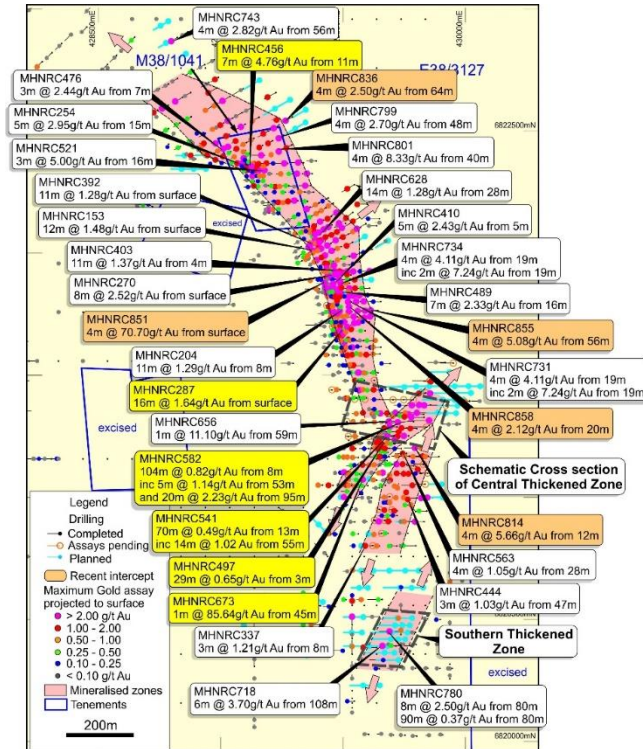 428500mE
430000mE
MHNRC743
4m @ 2.82g/t Au from 56m
M38/1041
E38/3127
MHNRC456
7m @ 4.76g/t Au from 11m
MHNRC476
3m @ 2.44g/t Au from 7m
MHNRC836
4m @ 2.50g/t Au from 64m
MHNRC254
5m @ 2.95g/t Au from 15m
MHNRC799
4m @ 2.70g/t Au from 48m
6822500mN
MHNRC521
3m @ 5.00g/t Au from 16m
MHNRC801
4m @ 8.33g/t Au from 40m
MHNRC392
11m @ 1.28g/t Au from surface
MHNRC628
14m @ 1.28g/t Au from 28m
MHNRC153
12m @ 1.48g/t Au from surface
excised
MHNRC410
5m @ 2.43g/t Au from 5m
MHNRC403
11m @ 1.37g/t Au from 4m
MHNRC734
4m @ 4.11g/t Au from 19m
inc 2m @ 7.24g/t Au from 19m
MHNRC270
8m @ 2.52g/t Au from surface
MHNRC489
7m @ 2.33g/t Au from 16m
MHNRC851
4m @ 70.70g/t Au from surface
MHNRC855
4m @ 5.08g/t Au from 56m
MHNRC204
11m @ 1.29g/t Au from 8m
MHNRC731
4m @ 4.11g/t Au from 19m
inc 2m @ 7.24g/t Au from 19m
MHNRC287
16m @ 1.64g/t Au from surface
MHNRC858
4m @ 2.12g/t Au from 20m
excised
MHNRC656
1m @ 11.10g/t Au from 59m
MHNRC582
104m @ 0.82g/t Au from 8m
inc 5m @ 1.14g/t Au from 53m
and 20m @ 2.23g/t Au from 95m
Schematic Cross section
of Central Thickened Zone
MHNRC541
70m @ 0.49g/t Au from 13m
inc 14m @ 1.02 Au from 55m
MHNRC814
4m @ 5.66g/t Au from 12m
MHNRC497
29m @ 0.65g/t Au from 3m
MHNRC563
4m @ 1.05g/t Au from 28m
MHNRC673
1m @ 85.64g/t Au from 45m
MHNRC444
3m @ 1.03g/t Au from 47m
MHNRC337
3m @ 1.21g/t Au from 8m
Southern Thickened
Zone
excised
MHNRC718
6m @ 3.70g/t Au from 108m
MHNRC780
8m @ 2.50g/t Au from 80m
90m @ 0.37g/t Au from 80m
6820000mN
Legend
Drilling
Completed
Assays pending
Planned
Recent intercept
Maximum Gold assay
projected to surface
> 2.00 g/t Au
1.00 - 2.00
0.50 - 1.00
0.25 - 0.50
0.10 - 0.25
< 0.10 g/t Au
Mineralised zones
Tenements
200m